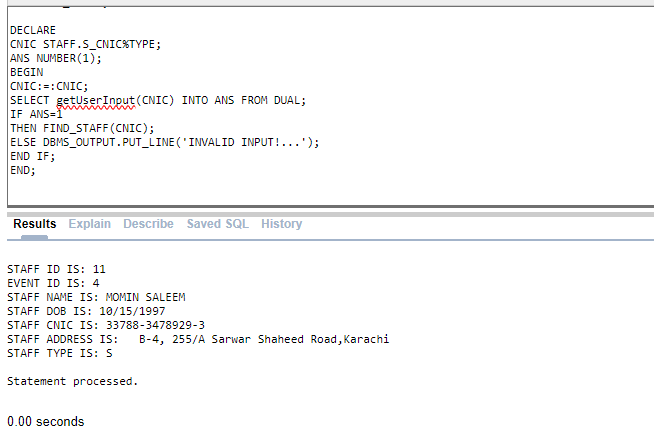 DECLARE
CNIC STAFF.S_CNIC%TYPE;
ANS NUMBER(1);
BEGIN
CNIC:=:CNIC;
SELECT getUserInput(CNIC) INTO ANS FROM DUAL;
IF ANS=1
THEN FIND_STAFF(CNIC);
ELSE DBMS_OUTPUT.PUT_LINE('INVALID INPUT!...');
END IF;
END;
Results Explain Describe Saved SQL History
STAFF ID IS: 11
EVENT ID IS: 4
STAFF NAME IS: MOMIN SALEEM
STAFF DOB IS: 10/15/1997
STAFF CNIC IS: 33788-3478929-3
STAFF ADDRESS IS:   B-4, 255/A Sarwar Shaheed Road,Karachi
STAFF TYPE IS: S
Statement processed.
0.00 seconds